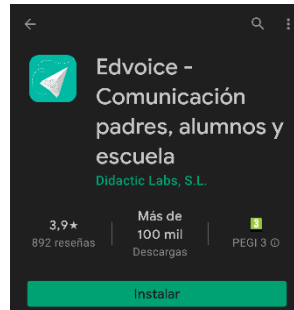 Edvoice -
Comunicación
padres, alumnos y
escuela
Didactic Labs, S.L.
3,9★
892 reseñas
Más de
100 mil
Descargas
3
PEGI 3
Instalar